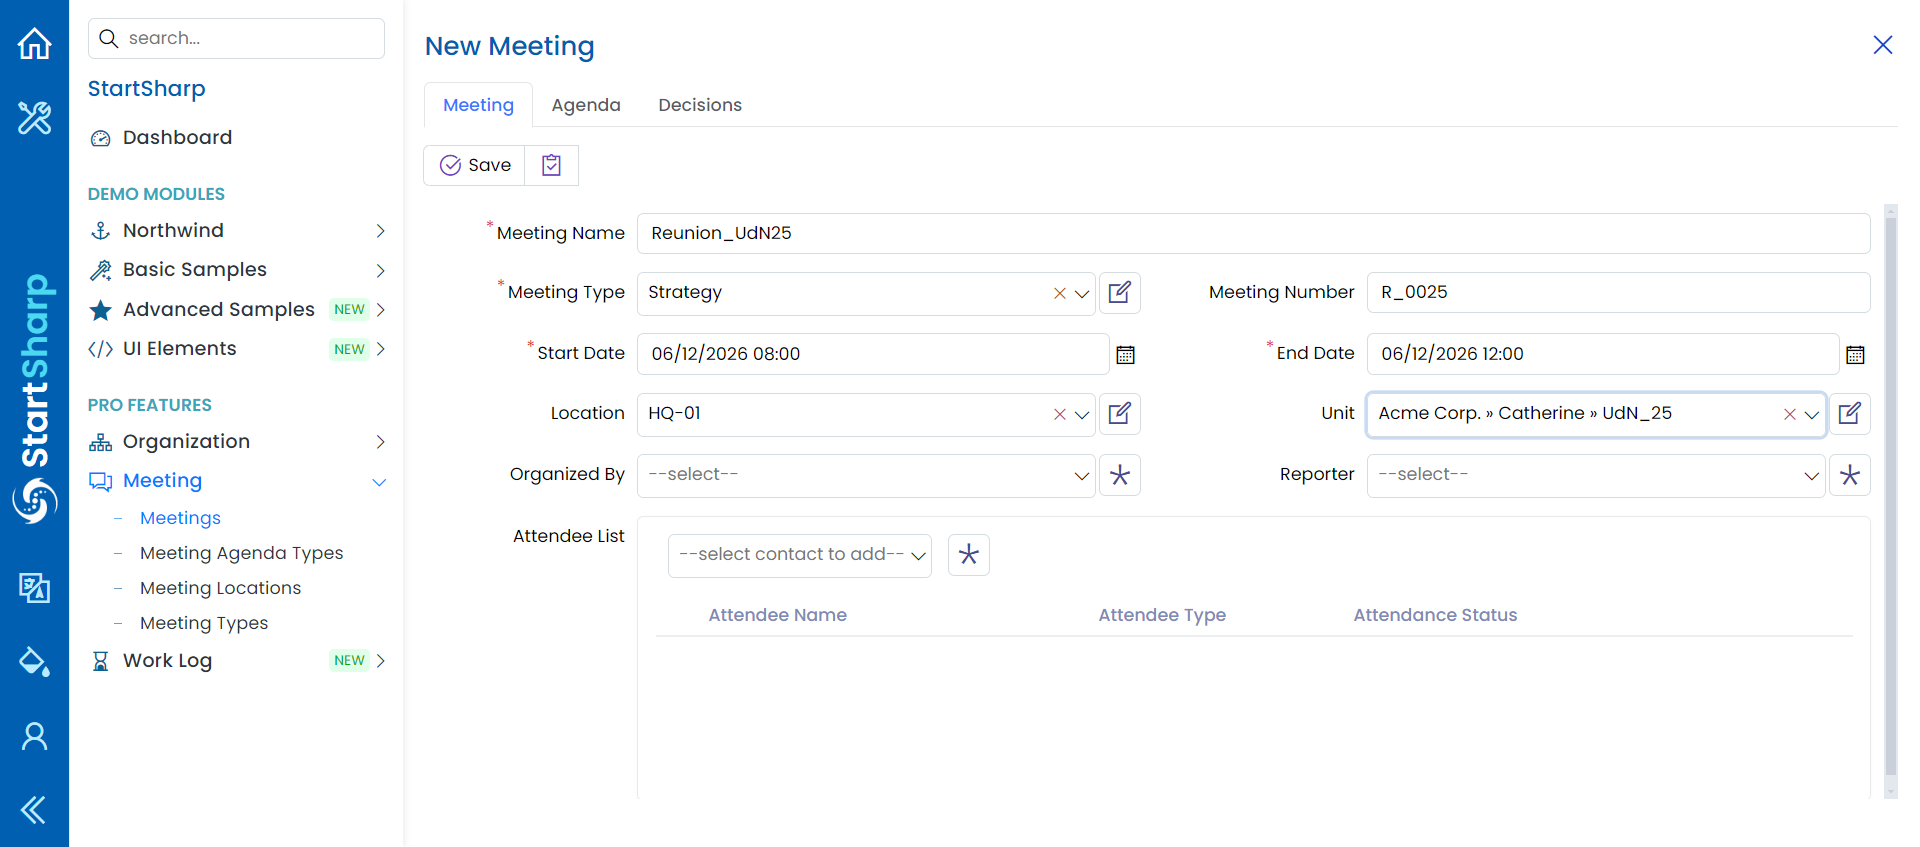 search...
StartSharp
Dashboard
DEMO MODULES
Northwind
Basic Samples
Advanced Samples NEW
UI Elements NEW
PRO FEATURES
Organization
Meeting
Meetings
Meeting Agenda Types
Meeting Locations
Meeting Types
Work Log NEW
StartSharp
New Meeting
Meeting Agenda Decisions
Save
* Meeting Name Reunion_UdN25
* Meeting Type Strategy Meeting Number R_0025
* Start Date 06/12/2026 08:00 * End Date 06/12/2026 12:00
Location HQ-01 Unit Acme Corp. » Catherine » UdN_25
Organized By --select-- Reporter --select--
Attendee List --select contact to add--
Attendee Name Attendee Type Attendance Status